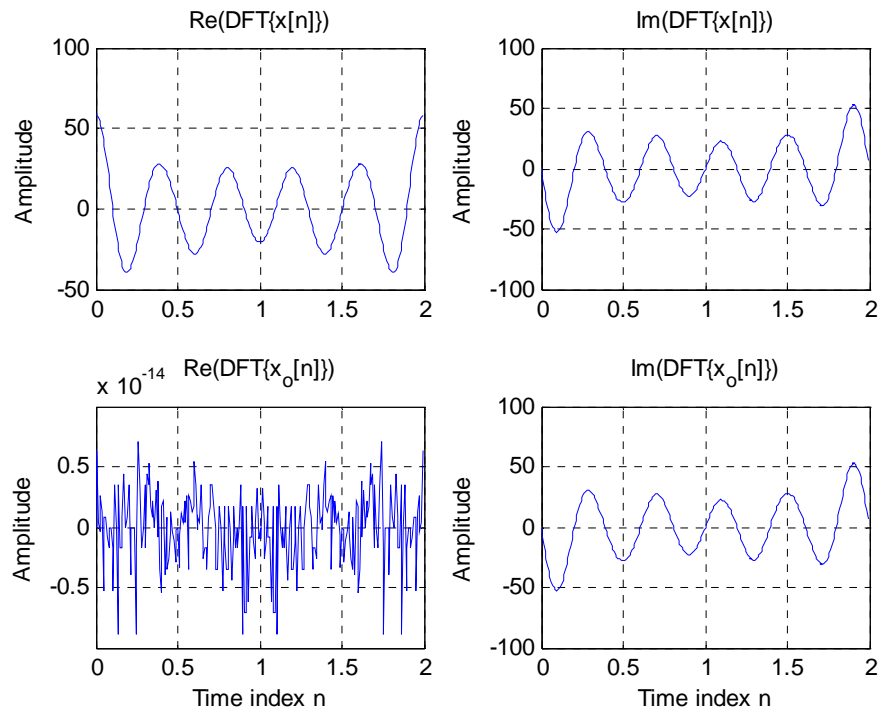 Re(DFT{x[n]})
100
50
0
-50
Amplitude
0 0.5 1 1.5 2
Im(DFT{x[n]})
100
50
0
-50
-100
Amplitude
0 0.5 1 1.5 2
x 10^-14
Re(DFT{x_o[n]})
0.5
0
-0.5
Amplitude
0 0.5 1 1.5 2
Time index n
Im(DFT{x_o[n]})
100
50
0
-50
-100
Amplitude
0 0.5 1 1.5 2
Time index n